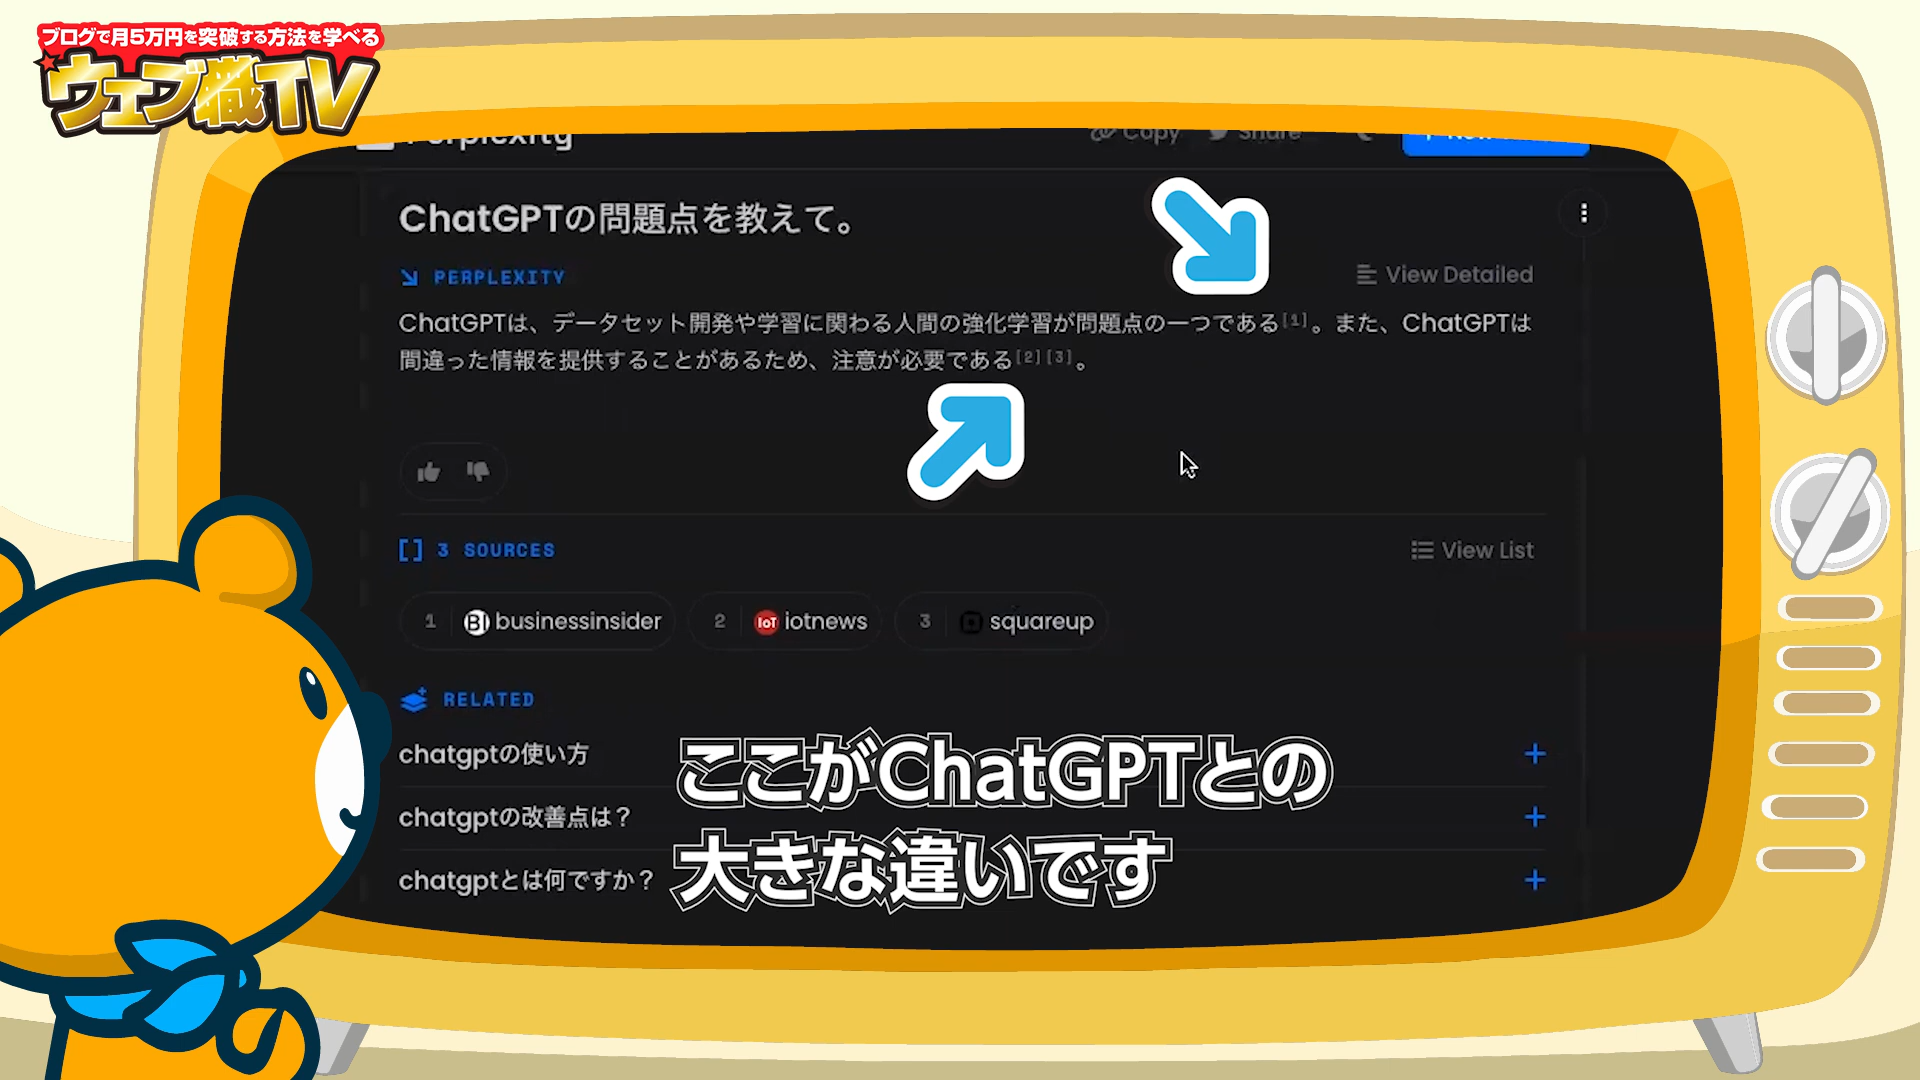 ブログで月5万円を突破する方法を学べる
ウェブ職TV
Perplexity
Copy
Share
ChatGPTの問題点を教えて。
PERPLEXITY
View Detailed
ChatGPTは、データセット開発や学習に関わる人間の強化学習が問題点の一つである[1]。また、ChatGPTは
間違った情報を提供することがあるため、注意が必要である[2][3]。
3 SOURCES
View List
1 BI businessinsider
2 IoT iotnews
3 squareup
RELATED
chatgptの使い方
chatgptの改善点は？
chatgptとは何ですか？
ここがChatGPTとの
大きな違いです